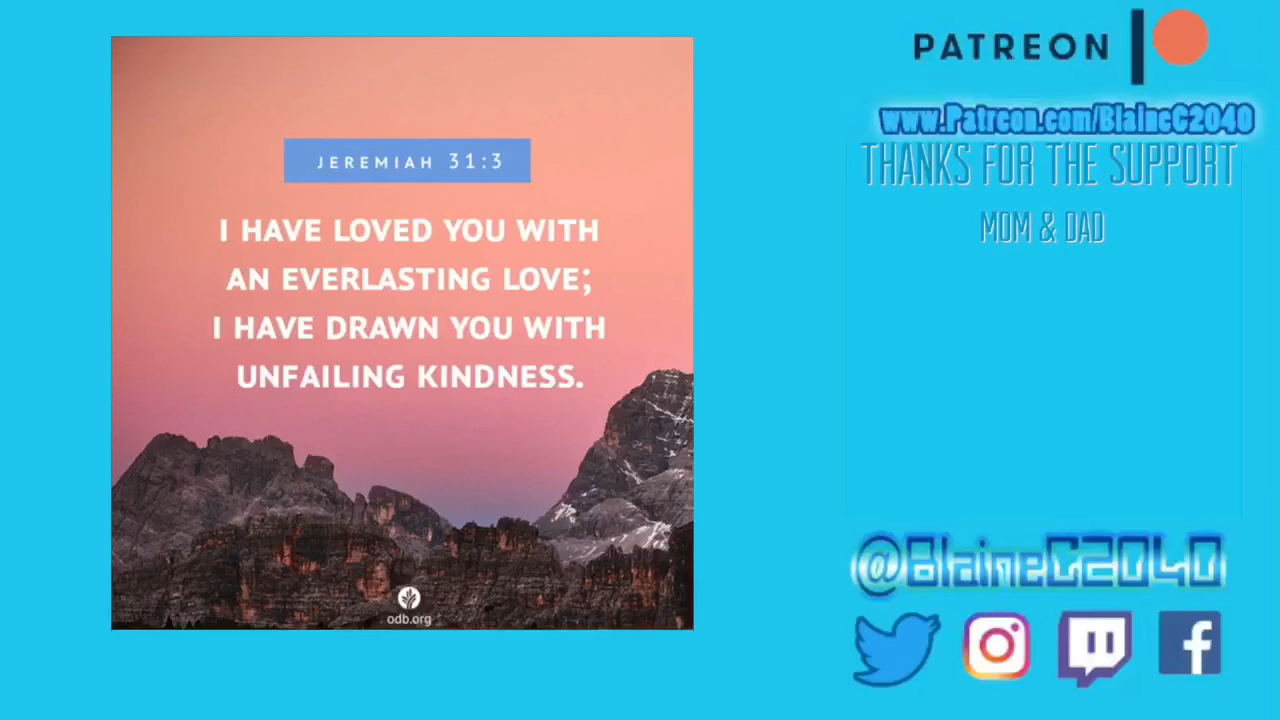 JEREMIAH 31:3
I HAVE LOVED YOU WITH
AN EVERLASTING LOVE;
I HAVE DRAWN YOU WITH
UNFAILING KINDNESS.
odb.org
PATREON
www.Patreon.com/BlaineC2040
THANKS FOR THE SUPPORT
MOM & DAD
@BlaineC2040